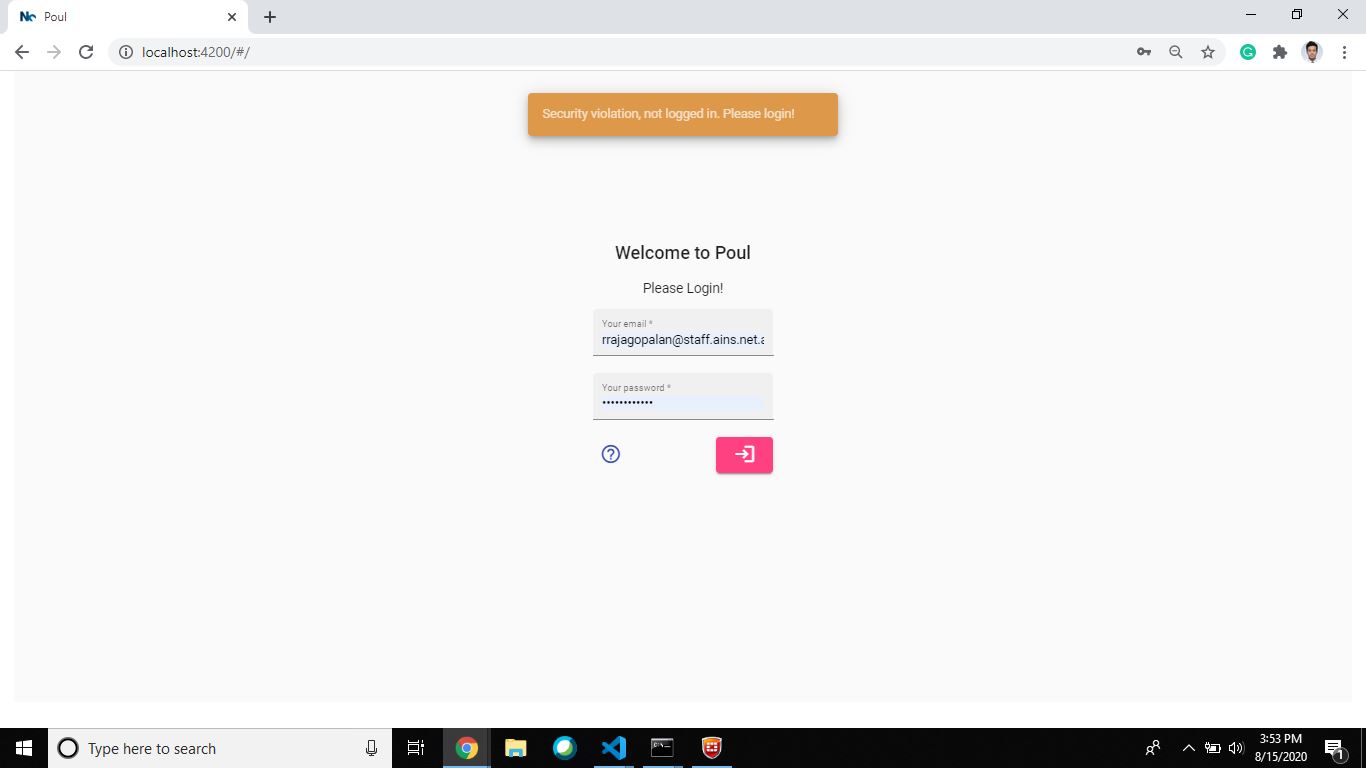 Poul
localhost:4200/#/
Security violation, not logged in. Please login!
Welcome to Poul
Please Login!
Your email *
rrajagopalan@staff.ains.net.a
Your password *
••••••••••••
Type here to search
3:53 PM
8/15/2020
1